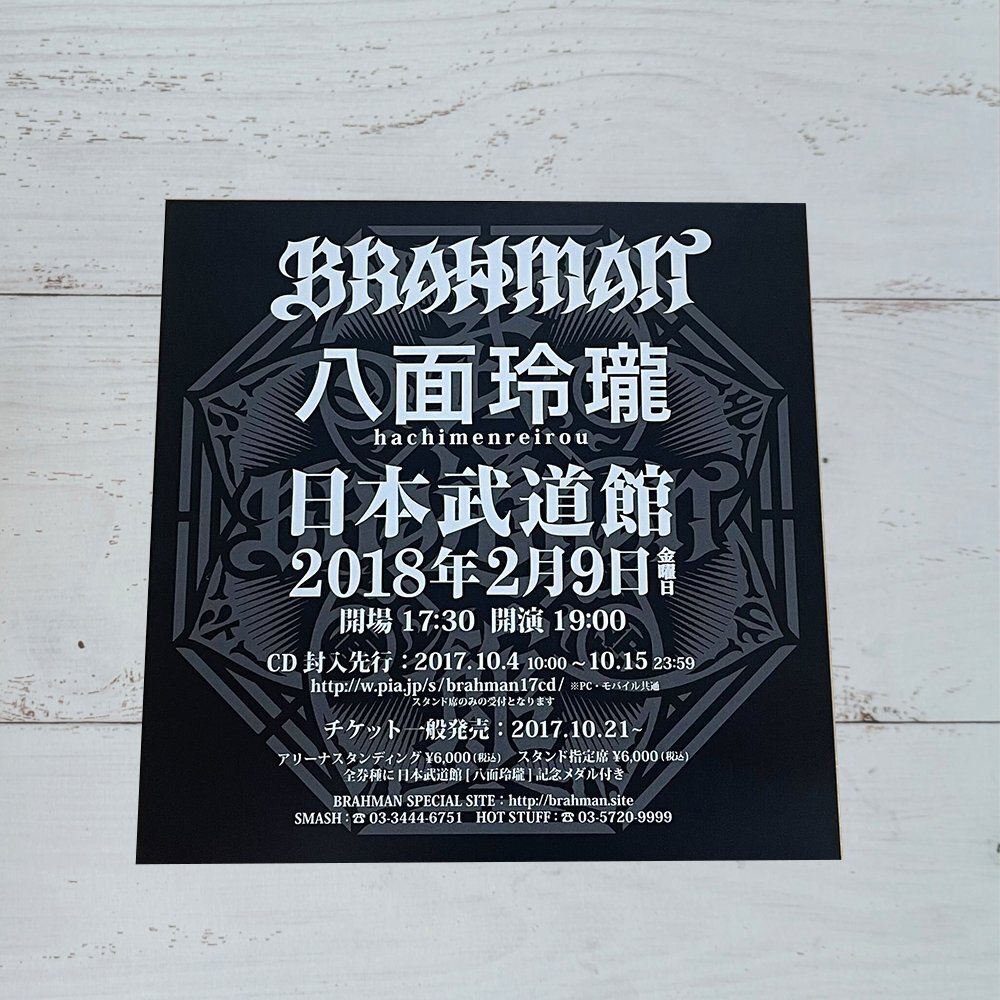 BRAHMAN
八面玲瓏
hachimenreirou
日本武道館
2018年2月9日 金曜日
開場 17:30 開演 19:00
CD 封入先行：2017.10.4 10:00 ~ 10.15 23:59
http://w.pia.jp/s/brahman17cd/ ※PC・モバイル共通
スタンド席のみの受付となります
チケット一般発売：2017.10.21~
アリーナスタンディング ¥6,000 (税込) スタンド指定席 ¥6,000 (税込)
全券種に日本武道館 [ 八面玲瓏 ] 記念メダル付き
BRAHMAN SPECIAL SITE：http://brahman.site
SMASH：☎ 03-3444-6751 HOT STUFF：☎ 03-5720-9999